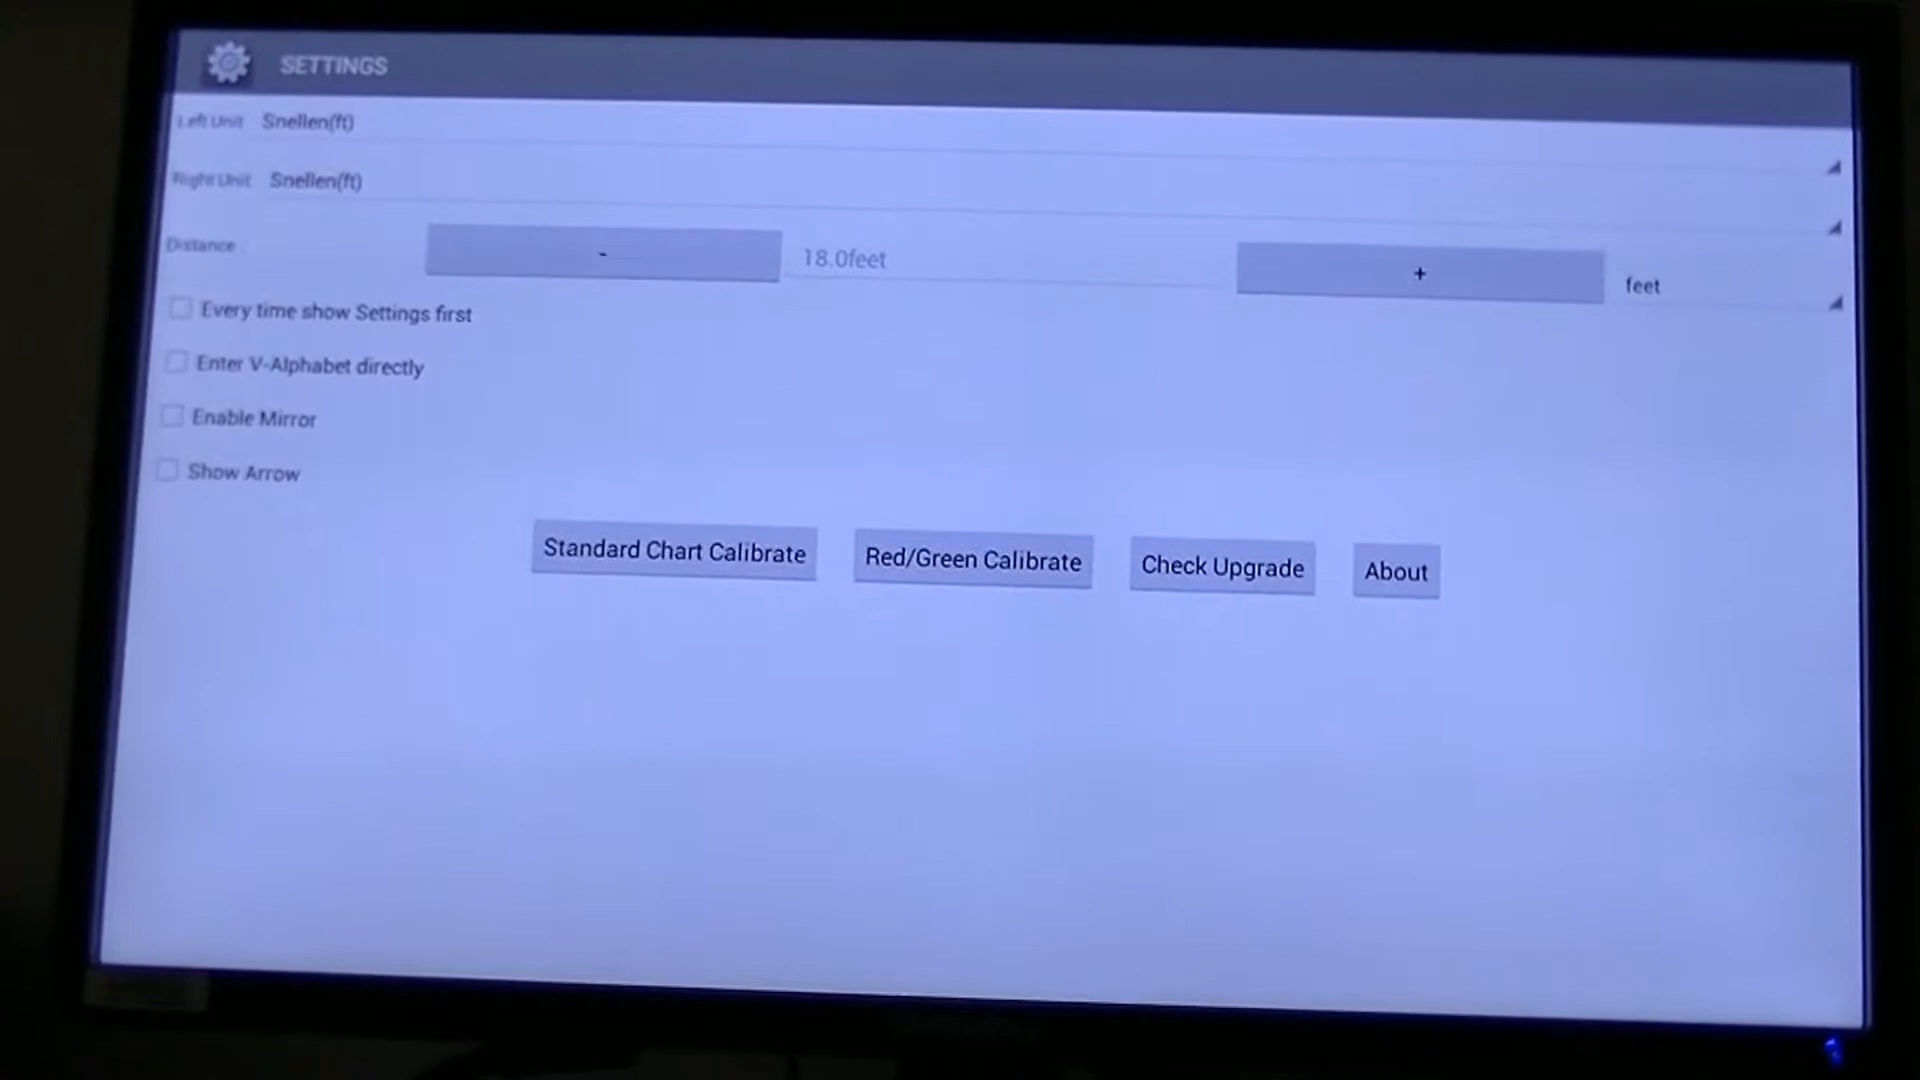 SETTINGS
Left Unit Snellen(ft)
Right Unit Snellen(ft)
Distance : - 18.0feet + feet
Every time show Settings first
Enter V-Alphabet directly
Enable Mirror
Show Arrow
Standard Chart Calibrate Red/Green Calibrate Check Upgrade About